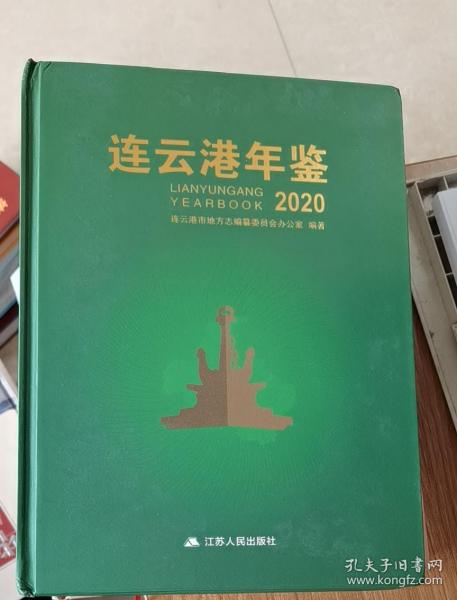 连云港年鉴
LIANYUNGANG
YEARBOOK 2020
连云港市地方志编纂委员会办公室 编著
江苏人民出版社
孔夫子旧书网
www.kongfz.com